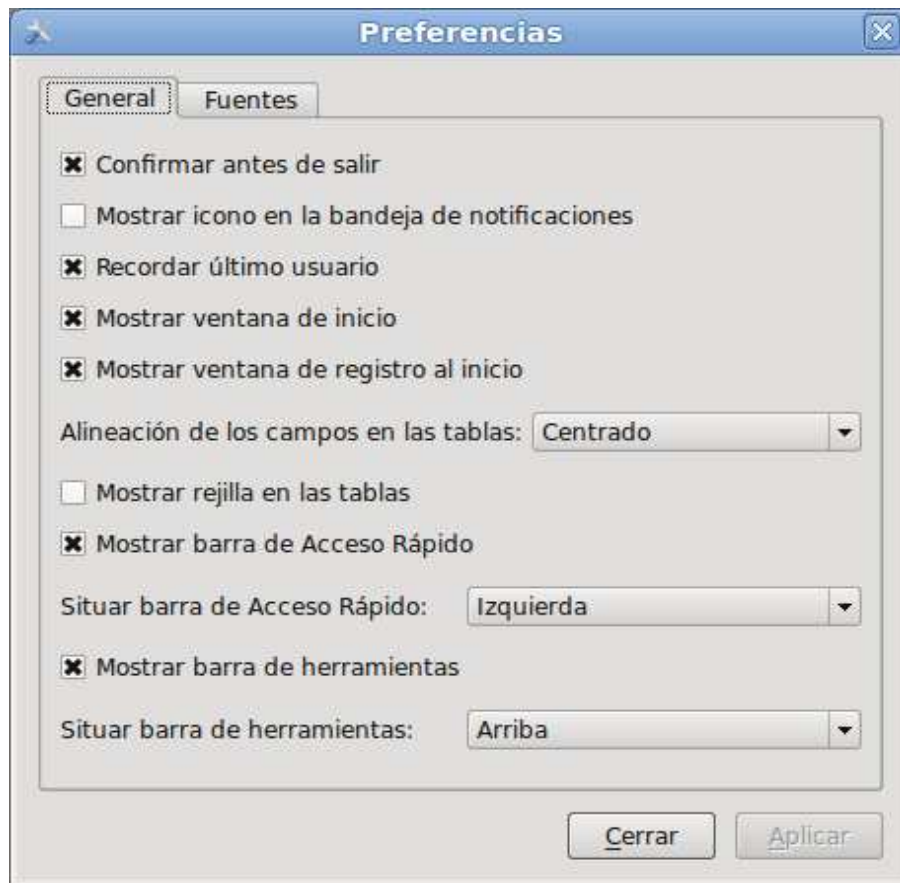 Preferencias
General Fuentes
Confirmar antes de salir
Mostrar icono en la bandeja de notificaciones
Recordar último usuario
Mostrar ventana de inicio
Mostrar ventana de registro al inicio
Alineación de los campos en las tablas: Centrado
Mostrar rejilla en las tablas
Mostrar barra de Acceso Rápido
Situar barra de Acceso Rápido: Izquierda
Mostrar barra de herramientas
Situar barra de herramientas: Arriba
Cerrar Aplicar